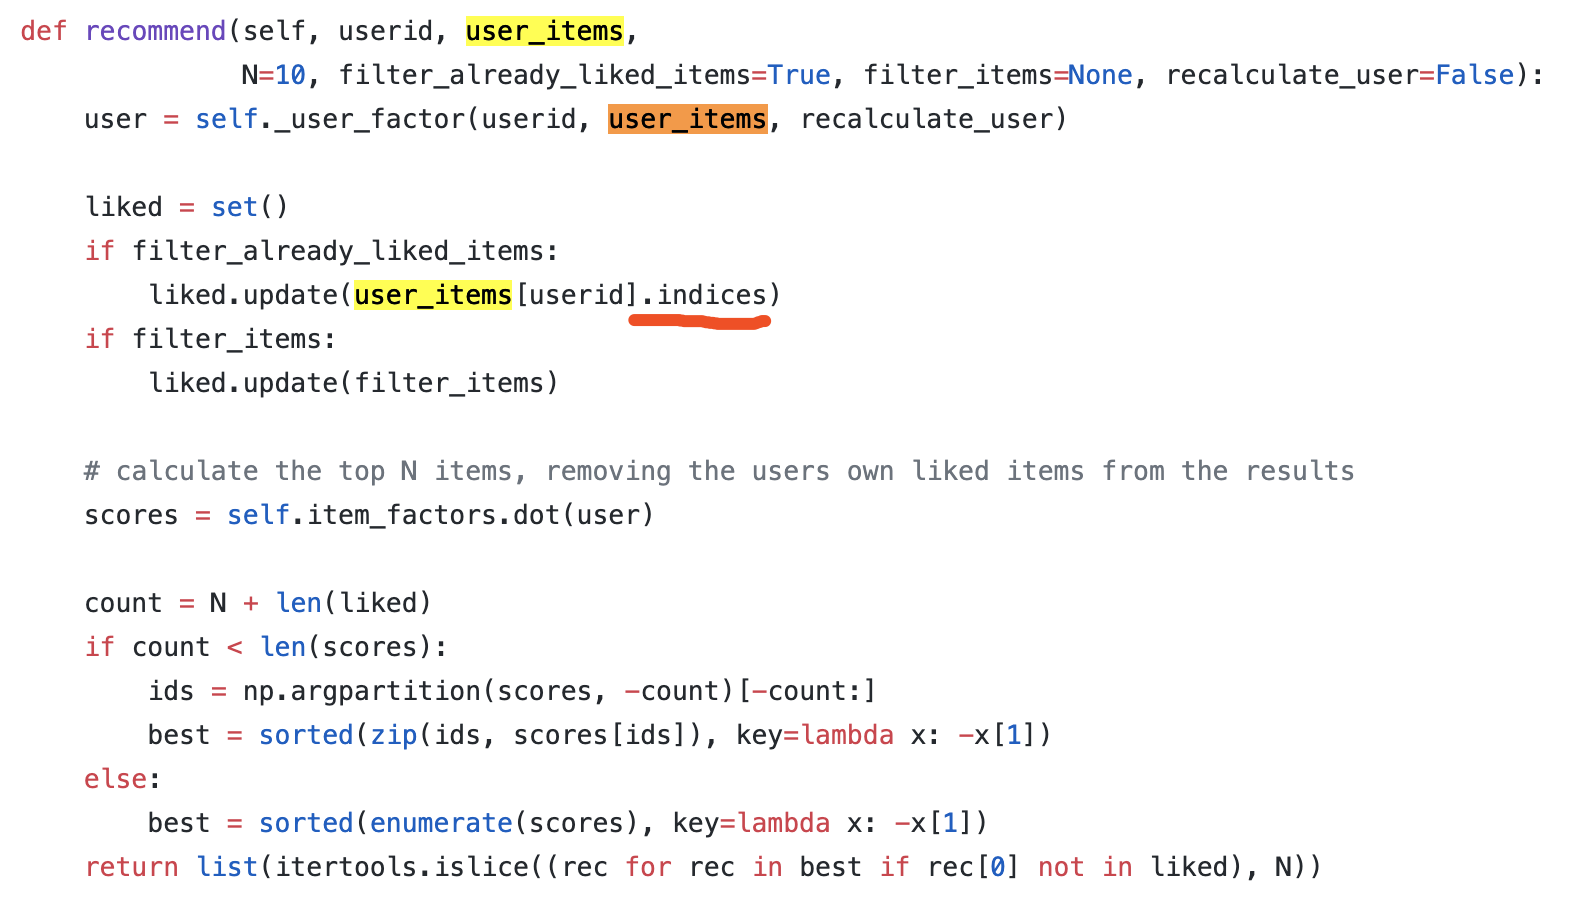 def recommend(self, userid, user_items,
N=10, filter_already_liked_items=True, filter_items=None, recalculate_user=False):
user = self._user_factor(userid, user_items, recalculate_user)
liked = set()
if filter_already_liked_items:
liked.update(user_items[userid].indices)
if filter_items:
liked.update(filter_items)
# calculate the top N items, removing the users own liked items from the results
scores = self.item_factors.dot(user)
count = N + len(liked)
if count < len(scores):
ids = np.argpartition(scores, -count)[-count:]
best = sorted(zip(ids, scores[ids]), key=lambda x: -x[1])
else:
best = sorted(enumerate(scores), key=lambda x: -x[1])
return list(itertools.islice((rec for rec in best if rec[0] not in liked), N))